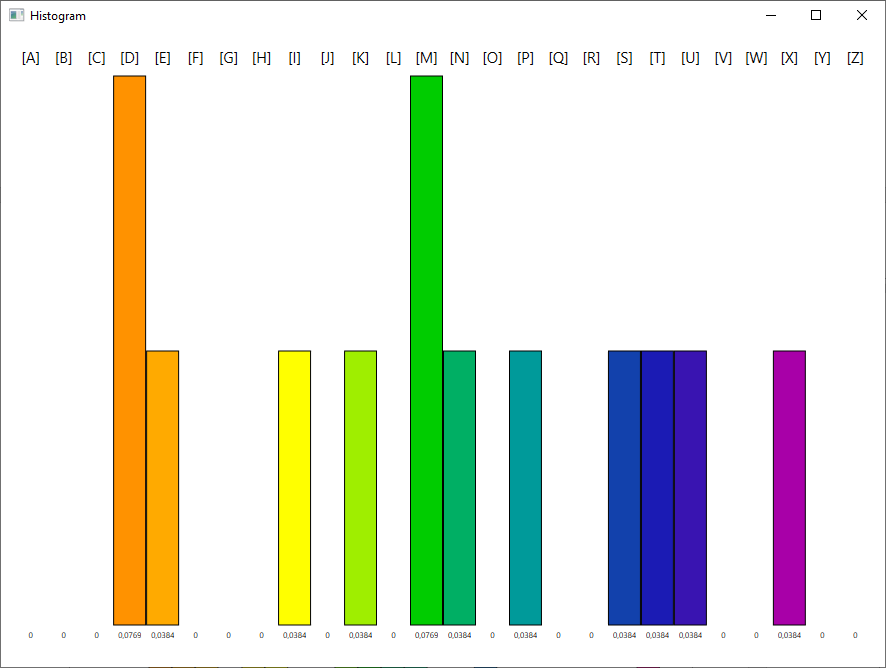 Histogram
[A] [B] [C] [D] [E] [F] [G] [H] [I] [J] [K] [L] [M] [N] [O] [P] [Q] [R] [S] [T] [U] [V] [W] [X] [Y] [Z]
0 0 0 0,0769 0,0384 0 0 0 0,0384 0 0,0384 0 0,0769 0,0384 0 0,0384 0 0 0,0384 0,0384 0,0384 0 0 0,0384 0 0